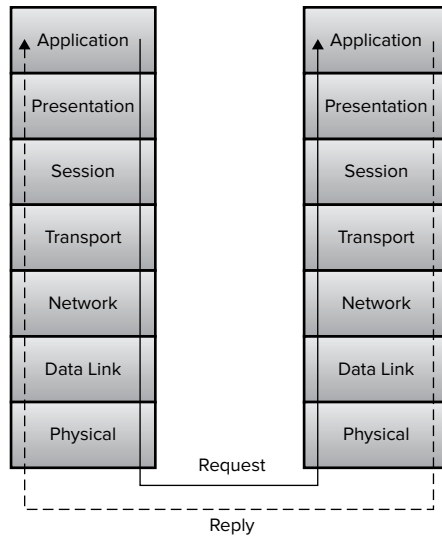 Application
Presentation
Session
Transport
Network
Data Link
Physical
Application
Presentation
Session
Transport
Network
Data Link
Physical
Request
Reply